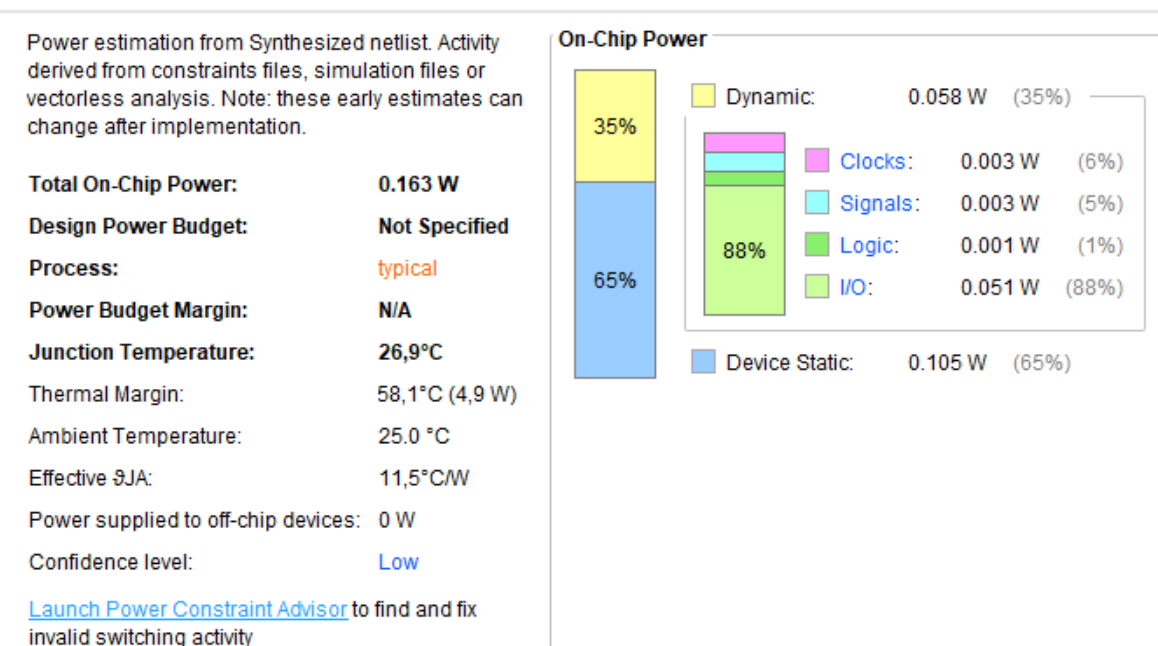 Power estimation from Synthesized netlist. Activity
derived from constraints files, simulation files or
vectorless analysis. Note: these early estimates can
change after implementation.
Total On-Chip Power: 0.163 W
Design Power Budget: Not Specified
Process: typical
Power Budget Margin: N/A
Junction Temperature: 26,9°C
Thermal Margin: 58,1°C (4,9 W)
Ambient Temperature: 25.0 °C
Effective ϑJA: 11,5°C/W
Power supplied to off-chip devices: 0 W
Confidence level: Low
Launch Power Constraint Advisor to find and fix
invalid switching activity
On-Chip Power
35%
65%
Dynamic: 0.058 W (35%)
88%
Clocks: 0.003 W (6%)
Signals: 0.003 W (5%)
Logic: 0.001 W (1%)
I/O: 0.051 W (88%)
Device Static: 0.105 W (65%)